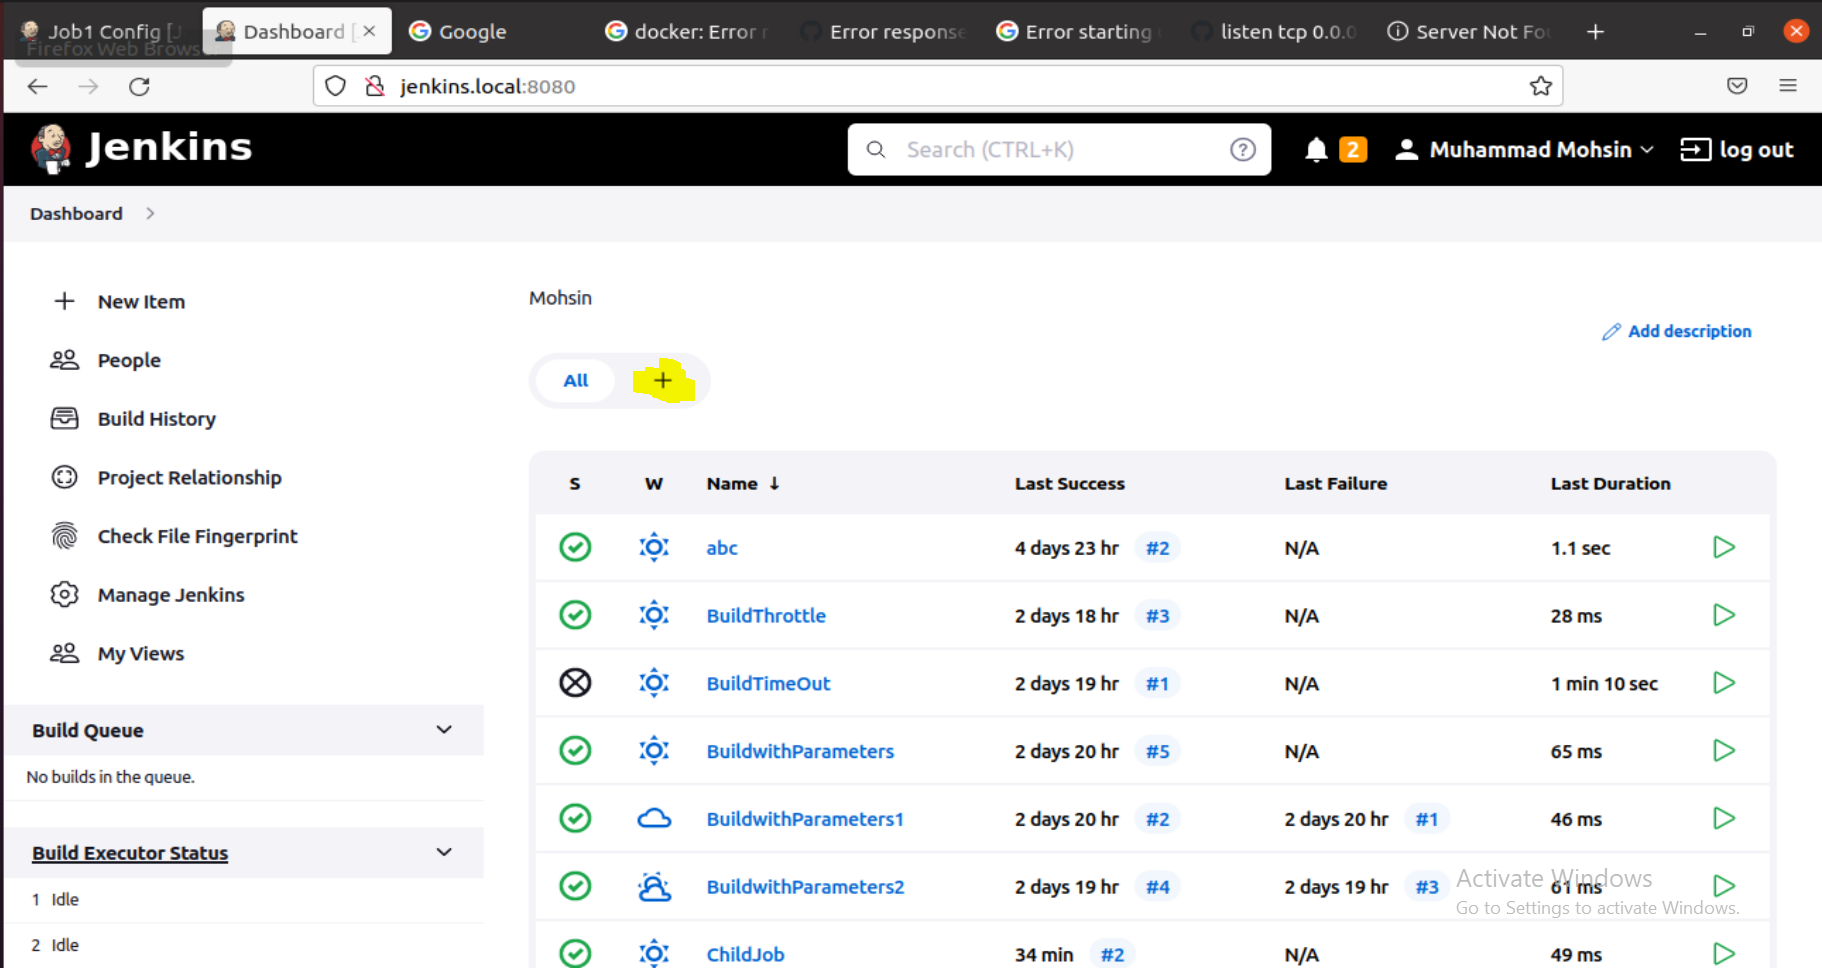 Job1 Config [J
Dashboard [
Google
docker: Error r
Error response
Error starting
listen tcp 0.0.0
Server Not Fou
Firefox Web Brows
jenkins.local:8080
Jenkins
Search (CTRL+K)
2
Muhammad Mohsin
log out
Dashboard
New Item
People
Build History
Project Relationship
Check File Fingerprint
Manage Jenkins
My Views
Build Queue
No builds in the queue.
Build Executor Status
1 Idle
2 Idle
Mohsin
Add description
All +
S W Name ↓ Last Success Last Failure Last Duration
abc 4 days 23 hr #2 N/A 1.1 sec
BuildThrottle 2 days 18 hr #3 N/A 28 ms
BuildTimeOut 2 days 19 hr #1 N/A 1 min 10 sec
BuildwithParameters 2 days 20 hr #5 N/A 65 ms
BuildwithParameters1 2 days 20 hr #2 2 days 20 hr #1 46 ms
BuildwithParameters2 2 days 19 hr #4 2 days 19 hr #3 61 ms
ChildJob 34 min #2 N/A 49 ms
Activate Windows
Go to Settings to activate Windows.